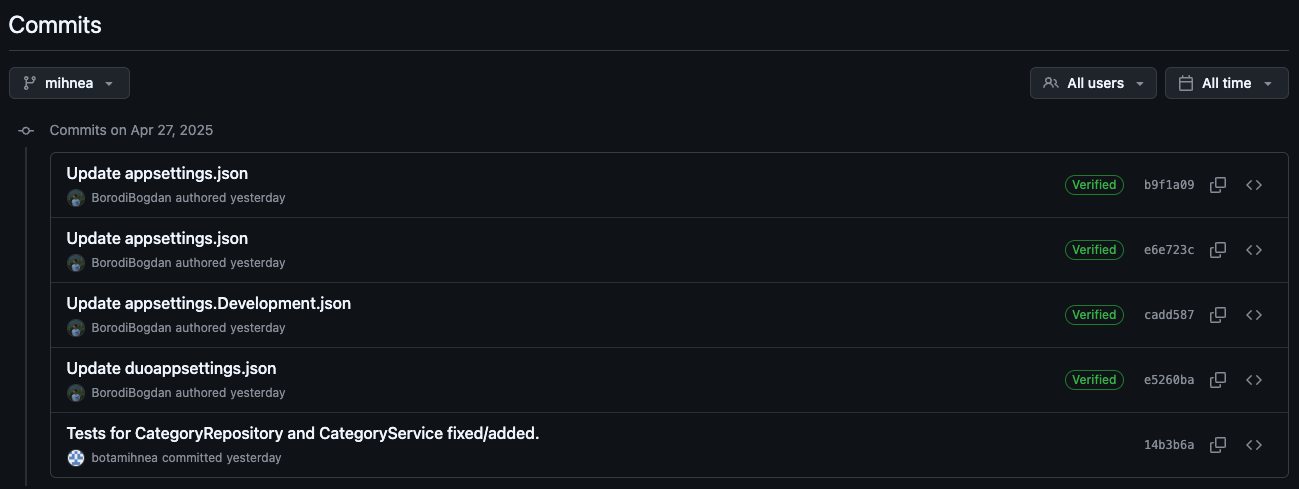 Commits
mihnea
All users
All time
Commits on Apr 27, 2025
Update appsettings.json
BorodiBogdan authored yesterday
Verified
b9f1a09
Update appsettings.json
BorodiBogdan authored yesterday
Verified
e6e723c
Update appsettings.Development.json
BorodiBogdan authored yesterday
Verified
cadd587
Update duoappsettings.json
BorodiBogdan authored yesterday
Verified
e5260ba
Tests for CategoryRepository and CategoryService fixed/added.
botamihnea committed yesterday
14b3b6a